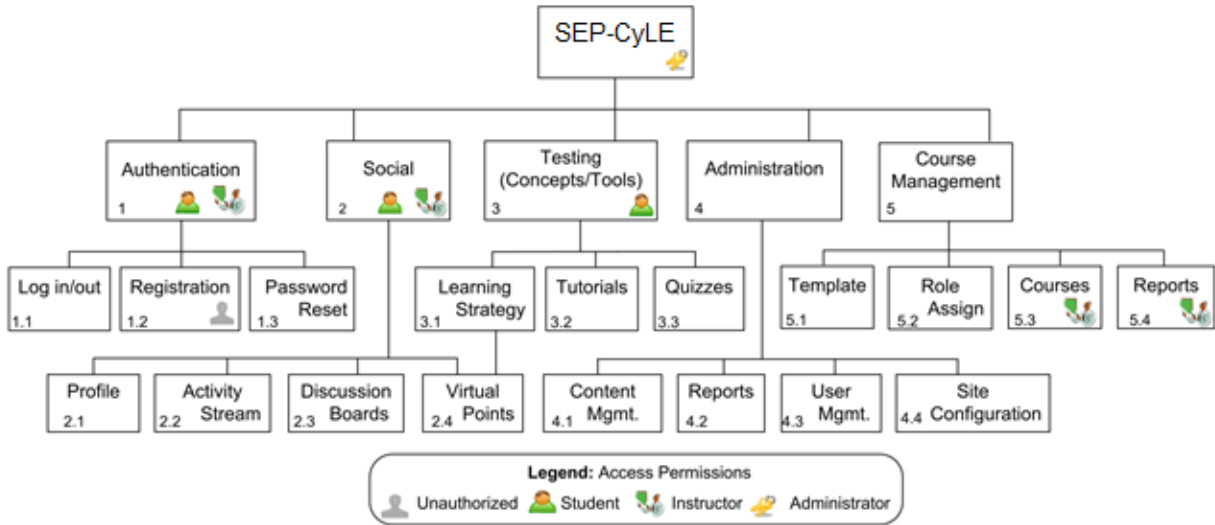 SEP-CyLE
Authentication
1
Social
2
Testing
(Concepts/Tools)
3
Administration
4
Course
Management
5
Log in/out
1.1
Registration
1.2
Password
Reset
1.3
Learning
Strategy
3.1
Tutorials
3.2
Quizzes
3.3
Template
5.1
Role
Assign
5.2
Courses
5.3
Reports
5.4
Profile
2.1
Activity
Stream
2.2
Discussion
Boards
2.3
Virtual
Points
2.4
Content
Mgmt.
4.1
Reports
4.2
User
Mgmt.
4.3
Site
Configuration
4.4
Legend: Access Permissions
Unauthorized
Student
Instructor
Administrator